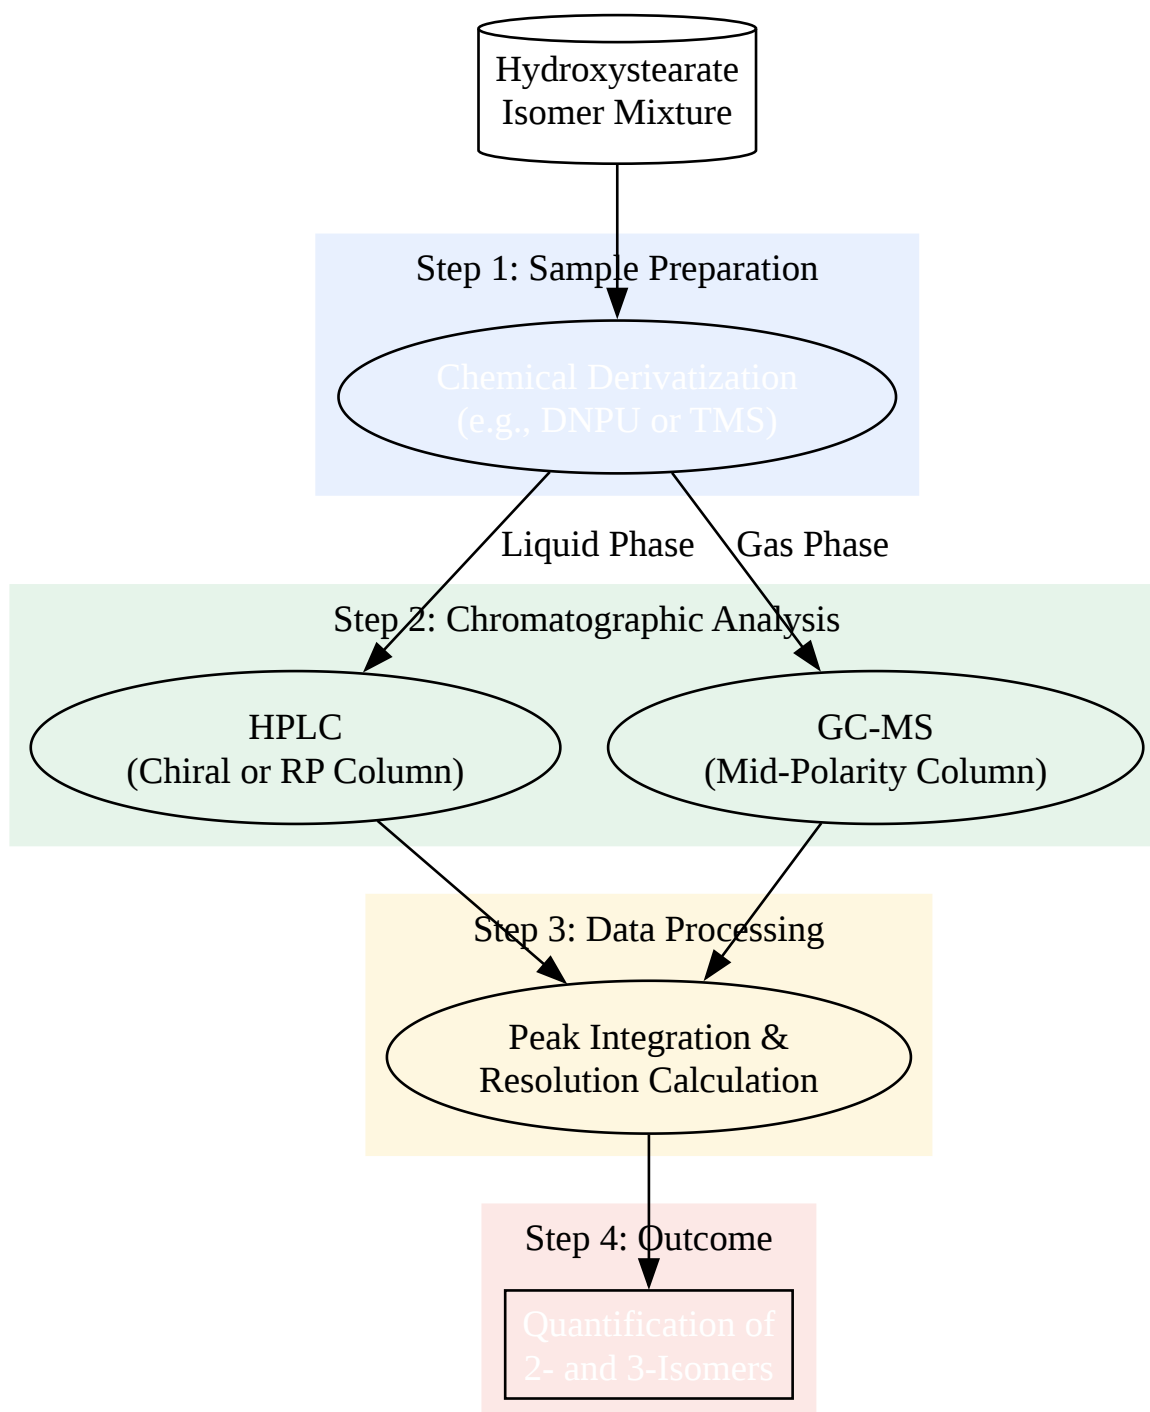 Hydroxystearate
Isomer Mixture
Step 1: Sample Preparation
Chemical Derivatization
(e.g., DNPU or TMS)
Liquid Phase
Gas Phase
Step 2: Chromatographic Analysis
HPLC
(Chiral or RP Column)
GC-MS
(Mid-Polarity Column)
Step 3: Data Processing
Peak Integration &
Resolution Calculation
Step 4: Outcome
Quantification of
2- and 3-Isomers